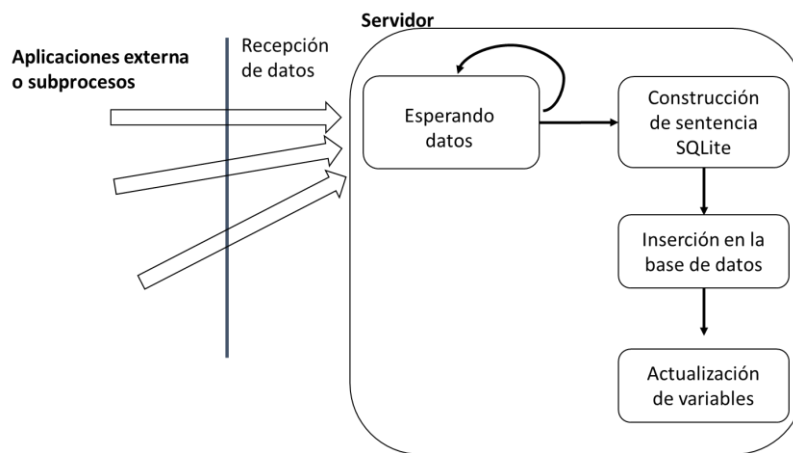 Servidor
Aplicaciones externa
o subprocesos
Recepción
de datos
Esperando
datos
Construcción
de sentencia
SQLite
Inserción en la
base de datos
Actualización
de variables